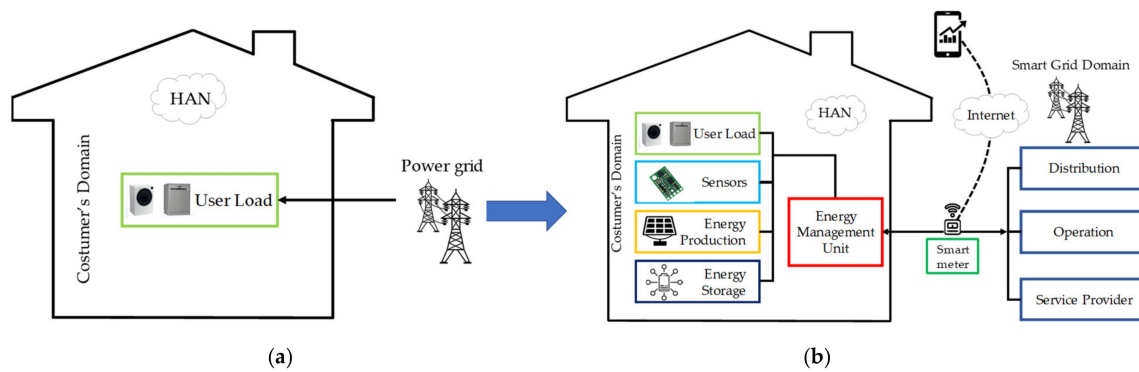 HAN
Costumer's Domain
User Load
Power grid
(a)
HAN
Costumer's Domain
User Load
Sensors
Energy
Production
Energy
Storage
Energy
Management
Unit
Smart
meter
Internet
Smart Grid Domain
Distribution
Operation
Service Provider
(b)